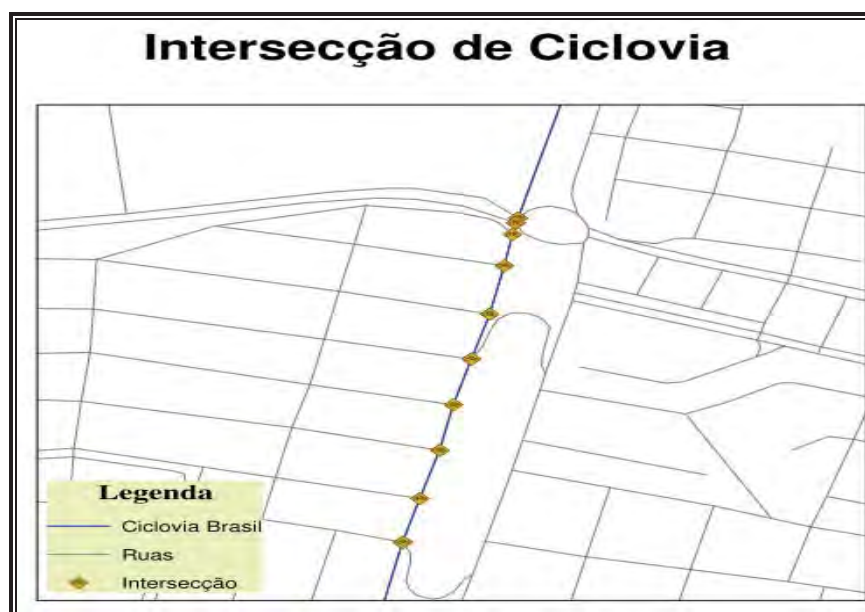 Intersecção de Ciclovia
Legenda
Ciclovia Brasil
Ruas
Intersecção